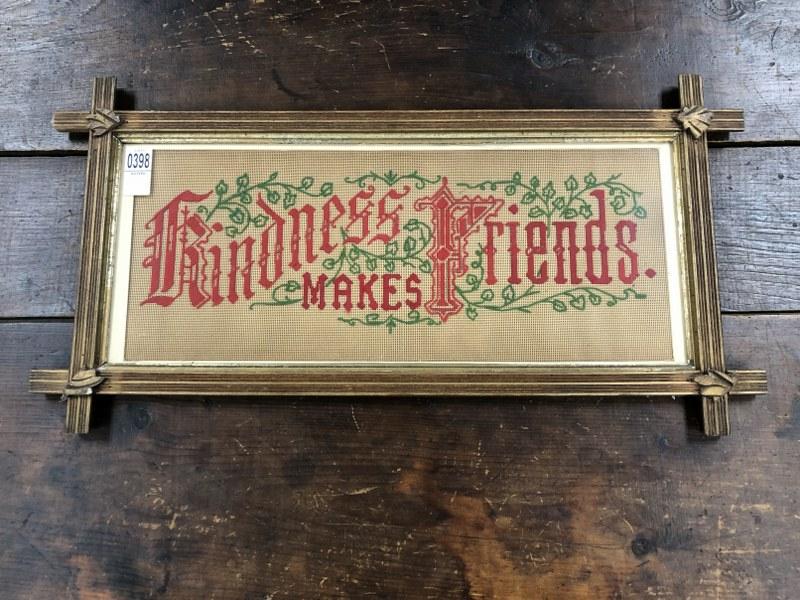 0398
Kindness
MAKES
Friends.